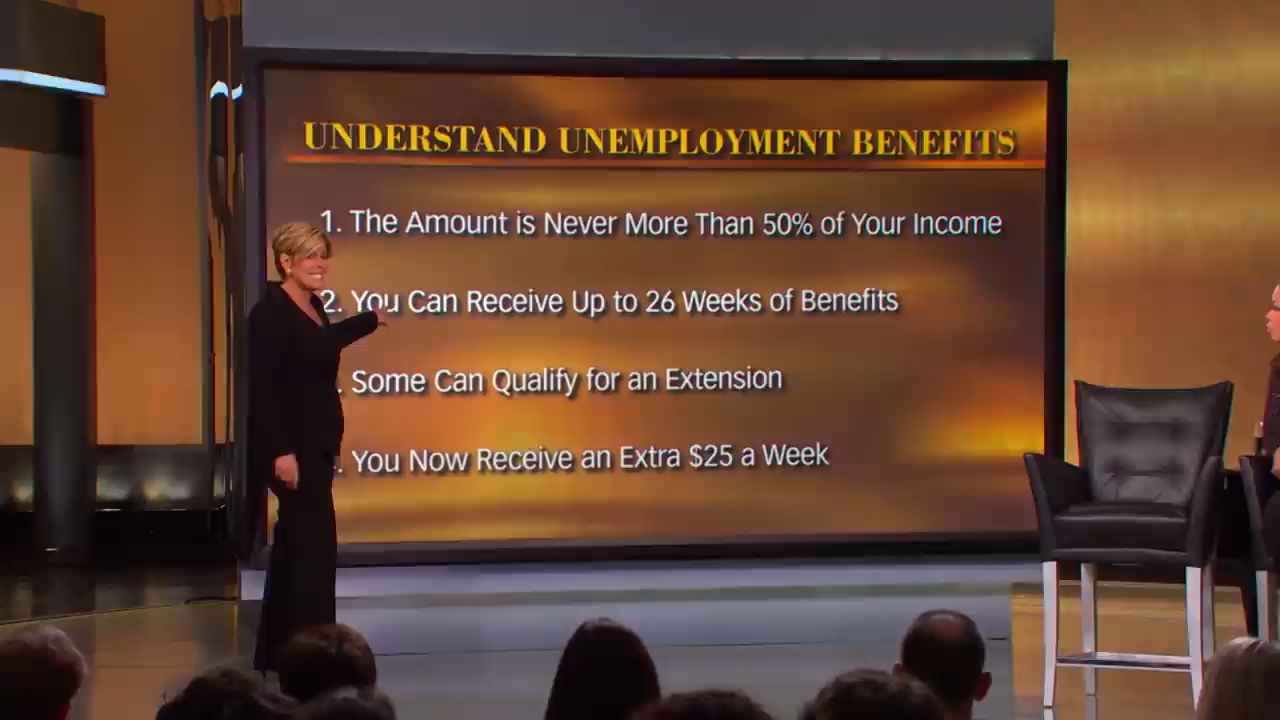 UNDERSTAND UNEMPLOYMENT BENEFITS
1. The Amount is Never More Than 50% of Your Income
2. You Can Receive Up to 26 Weeks of Benefits
. Some Can Qualify for an Extension
. You Now Receive an Extra $25 a Week